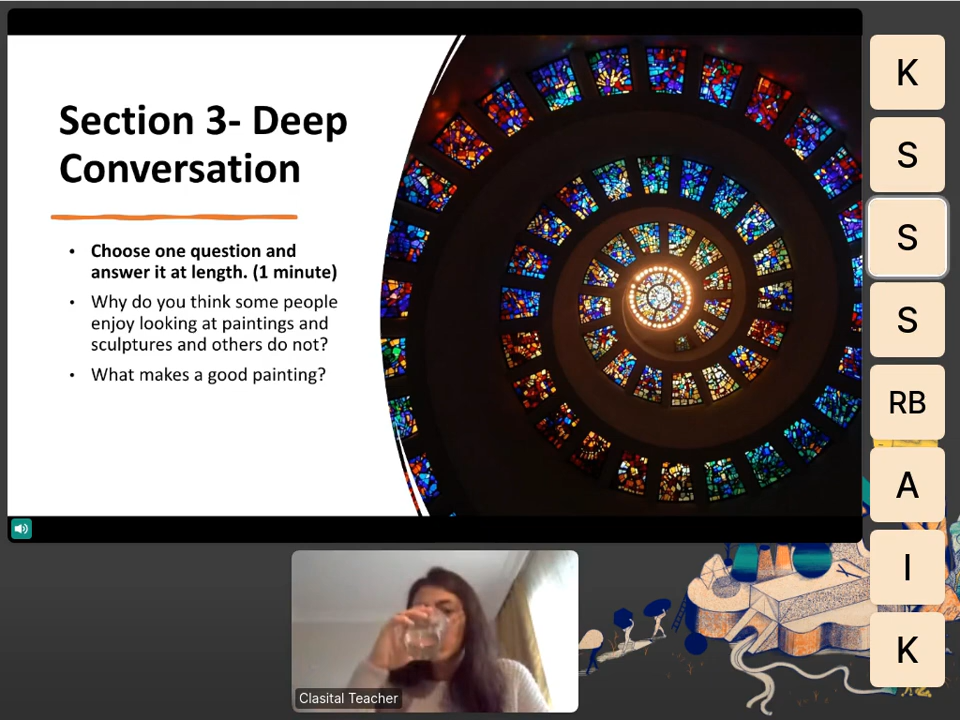 Section 3- Deep
Conversation
• Choose one question and
answer it at length. (1 minute)
• Why do you think some people
enjoy looking at paintings and
sculptures and others do not?
• What makes a good painting?
K
S
S
S
RB
A
I
K
Clasital Teacher